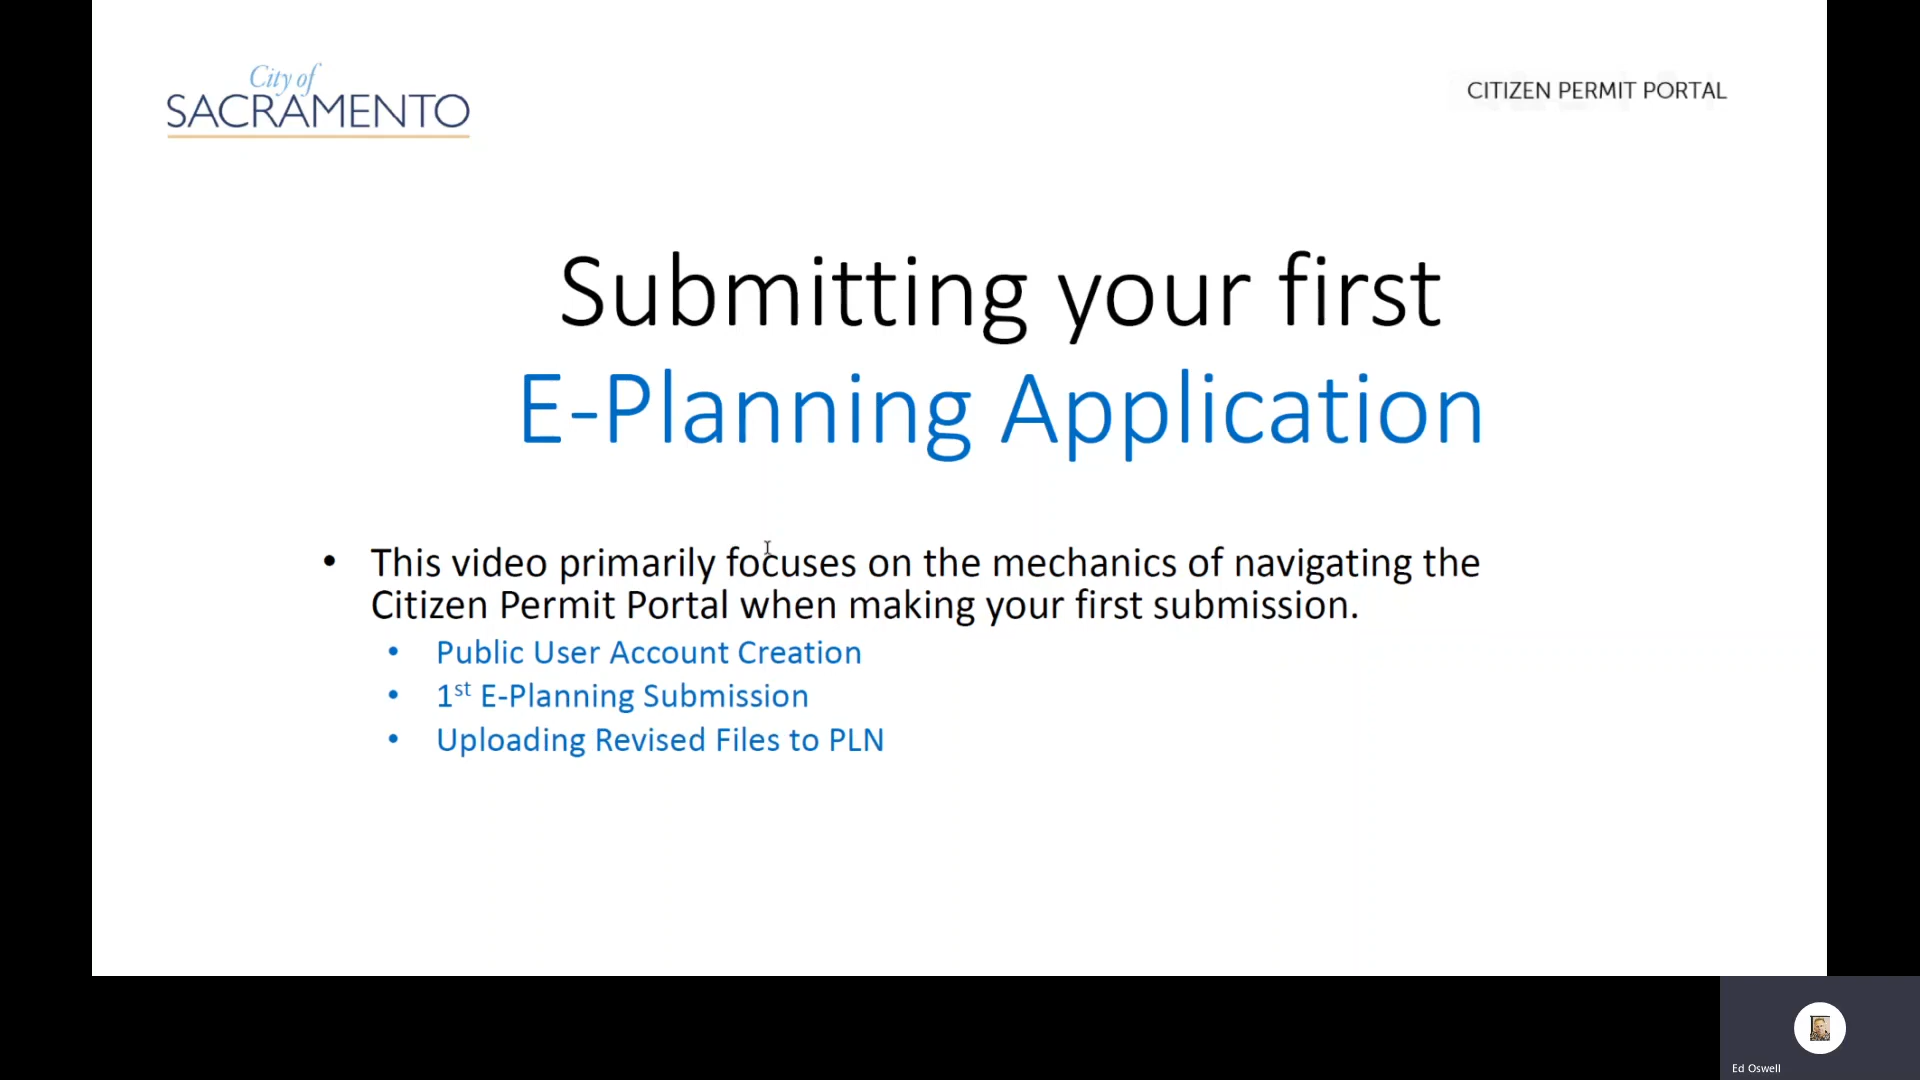 City of
SACRAMENTO
CITIZEN PERMIT PORTAL
Submitting your first
E-Planning Application
• This video primarily focuses on the mechanics of navigating the
Citizen Permit Portal when making your first submission.
• Public User Account Creation
• 1st E-Planning Submission
• Uploading Revised Files to PLN
Ed Oswell